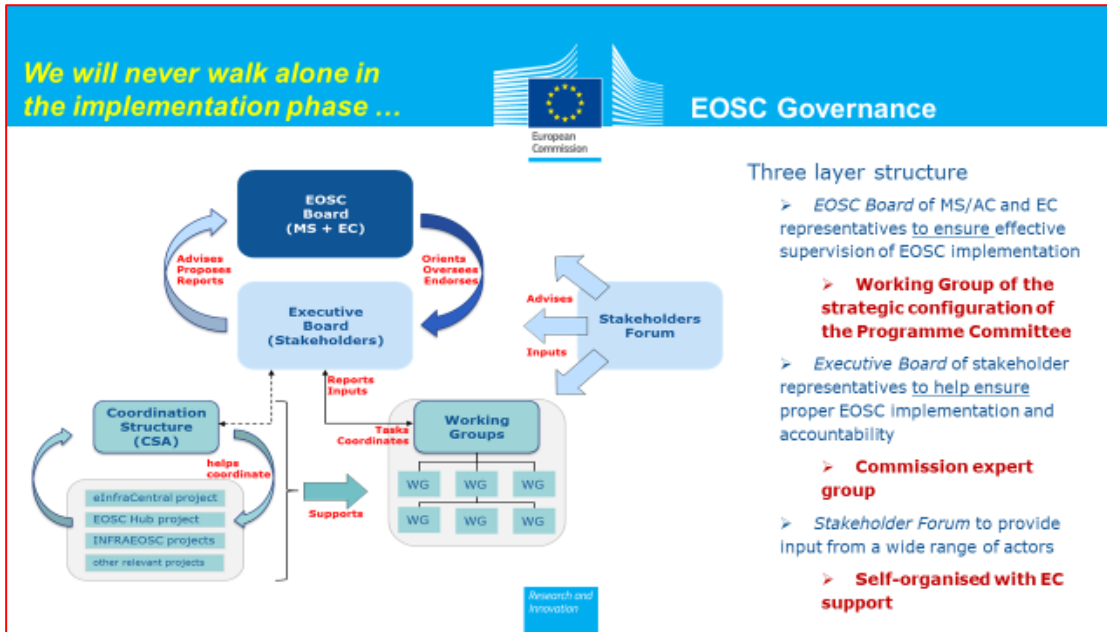 We will never walk alone in
the implementation phase ...
European
Commission
EOSC Governance
EOSC
Board
(MS + EC)
Advises
Proposes
Reports
Orients
Oversees
Endorses
Executive
Board
(Stakeholders)
Advises
Inputs
Stakeholders
Forum
Reports
Inputs
Coordination
Structure
(CSA)
Tasks
Coordinates
Working
Groups
helps
coordinate
WG WG WG
WG WG WG
eInfraCentral project
EOSC Hub project
INFRAEOSC projects
other relevant projects
Supports
Three layer structure
➢ EOSC Board of MS/AC and EC
representatives to ensure effective
supervision of EOSC implementation
➢ Working Group of the
strategic configuration of
the Programme Committee
➢ Executive Board of stakeholder
representatives to help ensure
proper EOSC implementation and
accountability
➢ Commission expert
group
➢ Stakeholder Forum to provide
input from a wide range of actors
➢ Self-organised with EC
support
Research and
Innovation